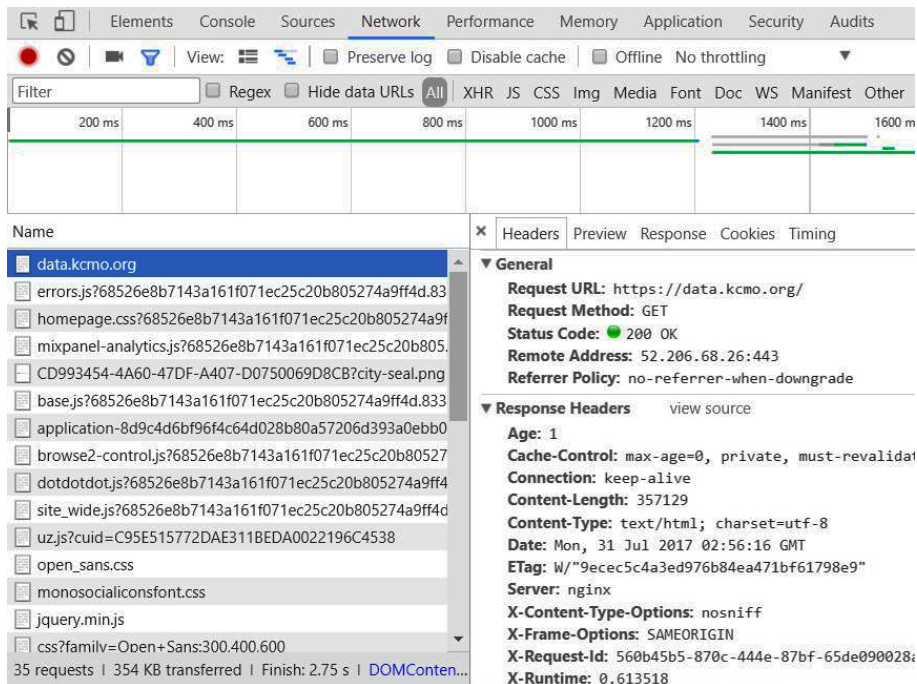 Elements Console Sources Network Performance Memory Application Security Audits
View: Preserve log Disable cache Offline No throttling
Filter Regex Hide data URLs All XHR JS CSS Img Media Font Doc WS Manifest Other
200 ms 400 ms 600 ms 800 ms 1000 ms 1200 ms 1400 ms 1600 m
Name
data.kcmo.org
errors.js?68526e8b7143a161f071ec25c20b805274a9ff4d.83
homepage.css?68526e8b7143a161f071ec25c20b805274a9f
mixpanel-analytics.js?68526e8b7143a161f071ec25c20b805.
CD993454-4A60-47DF-A407-D0750069D8CB?city-seal.png
base.js?68526e8b7143a161f071ec25c20b805274a9ff4d.833
application-8d9c4d6bf96f4c64d028b80a57206d393a0ebb0
browse2-control.js?68526e8b7143a161f071ec25c20b80527
dotdotdot.js?68526e8b7143a161f071ec25c20b805274a9ff4
site_wide.js?68526e8b7143a161f071ec25c20b805274a9ff4d
uz.js?cuid=C95E515772DAE311BEDA0022196C4538
open_sans.css
monosocialiconsfont.css
jquery.min.js
css?family=Open+Sans:300,400,600
35 requests | 354 KB transferred | Finish: 2.75 s | DOMConten...
× Headers Preview Response Cookies Timing
General
Request URL: https://data.kcmo.org/
Request Method: GET
Status Code: 200 OK
Remote Address: 52.206.68.26:443
Referrer Policy: no-referrer-when-downgrade
Response Headers view source
Age: 1
Cache-Control: max-age=0, private, must-revalidat
Connection: keep-alive
Content-Length: 357129
Content-Type: text/html; charset=utf-8
Date: Mon, 31 Jul 2017 02:56:16 GMT
ETag: W/"9ecec5c4a3ed976b84ea471bf61798e9"
Server: nginx
X-Content-Type-Options: nosniff
X-Frame-Options: SAMEORIGIN
X-Request-Id: 560b45b5-870c-444e-87bf-65de090028a
X-Runtime: 0.613518